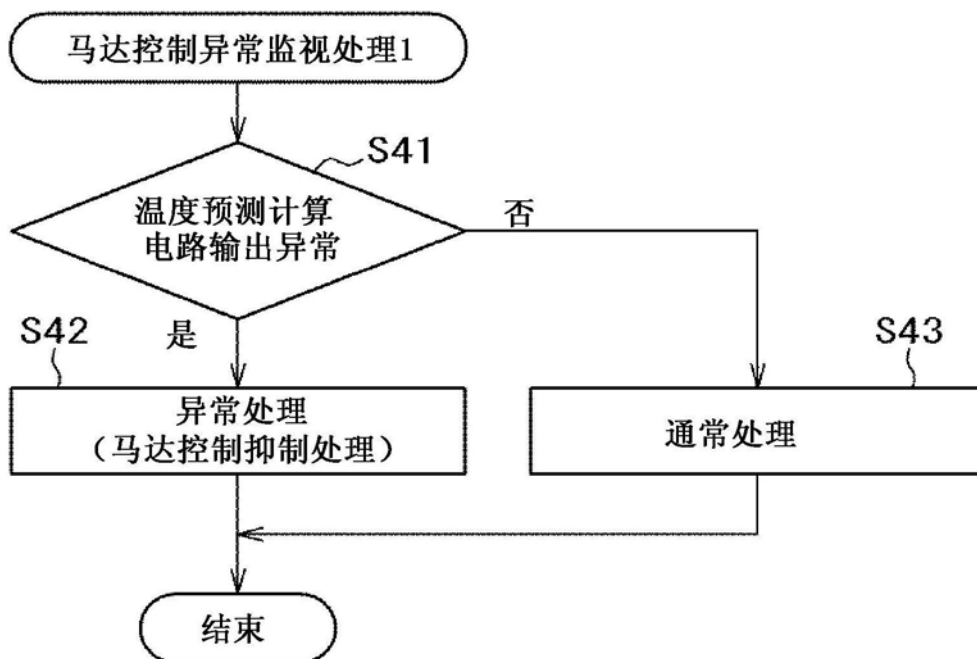 马达控制异常监视处理1
S41
温度预测计算
电路输出异常
否
是
S42
S43
异常处理
（马达控制抑制处理）
通常处理
结束